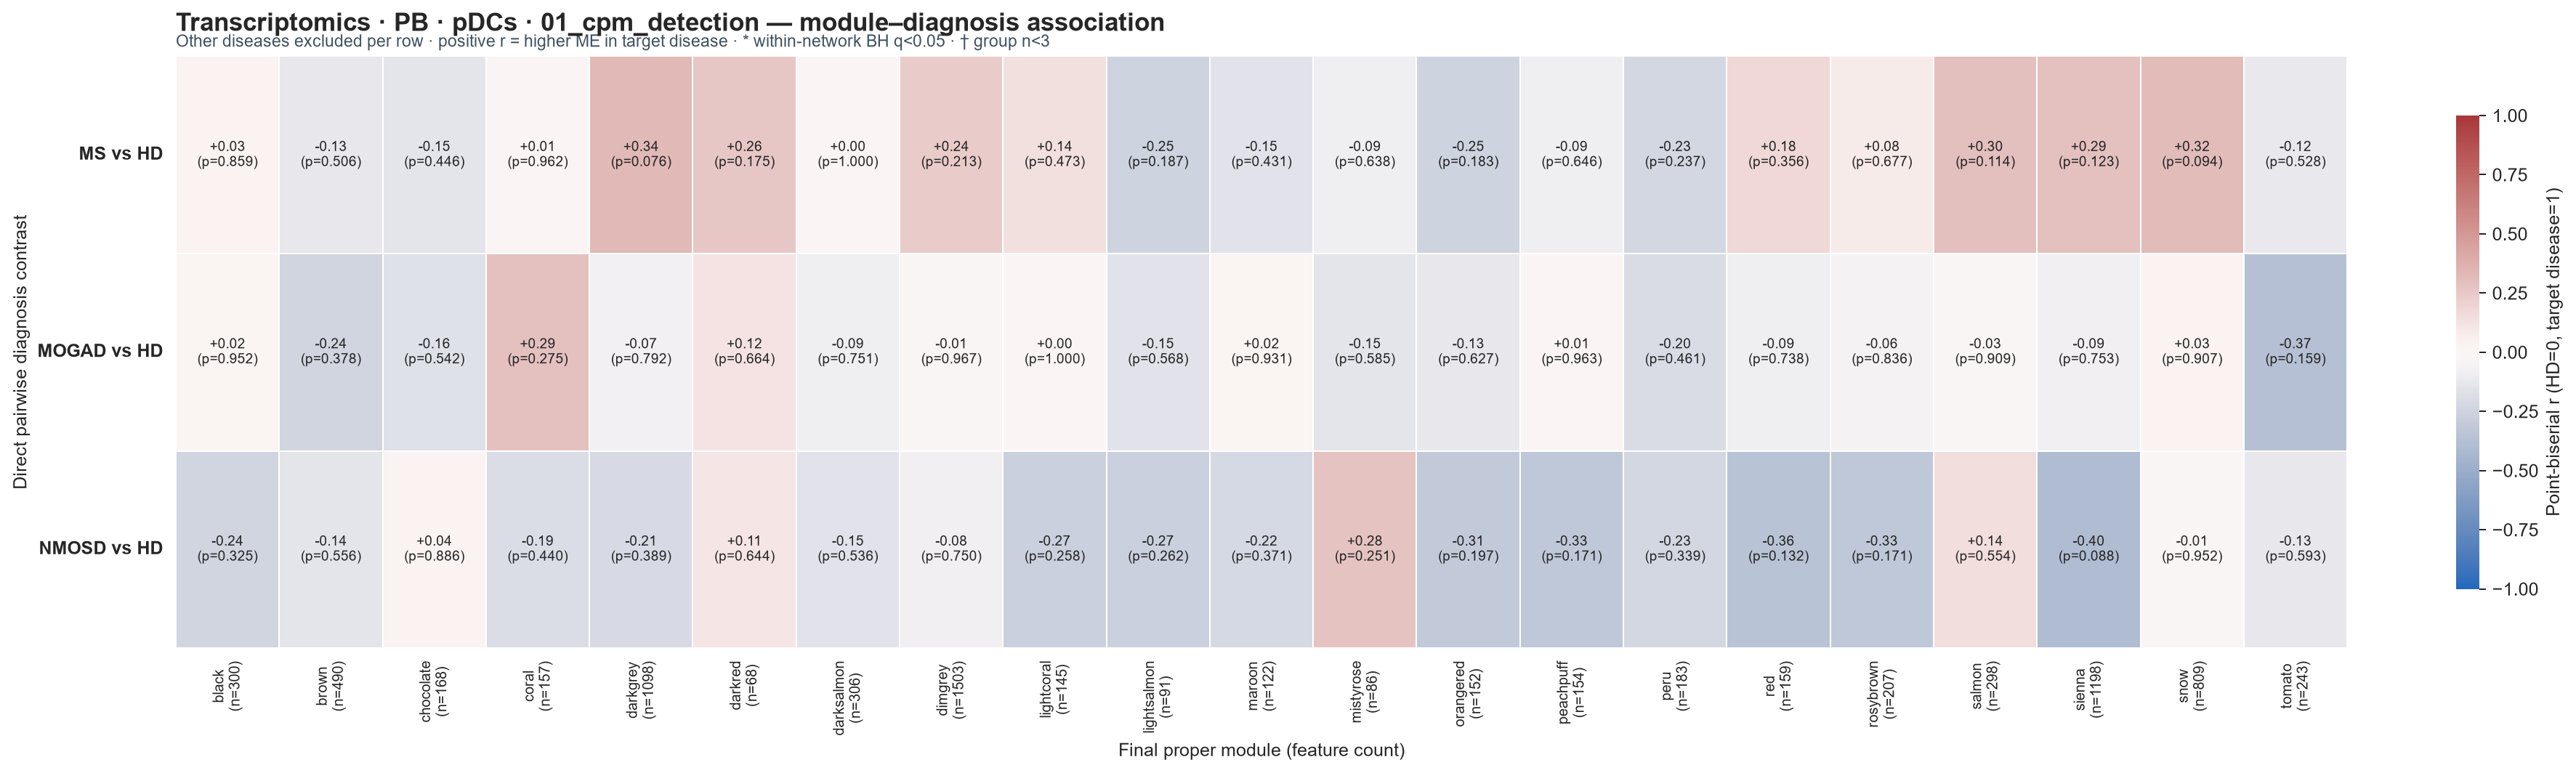 Transcriptomics · PB · pDCs · 01_cpm_detection — module–diagnosis association
Other diseases excluded per row · positive r = higher ME in target disease · * within-network BH q<0.05 · † group n<3
Direct pairwise diagnosis contrast
MS vs HD
+0.03 -0.13 -0.15 +0.01 +0.34 +0.26 +0.00 +0.24 +0.14 -0.25 -0.15 -0.09 -0.25 -0.09 -0.23 +0.18 +0.08 +0.30 +0.29 +0.32 -0.12
(p=0.859) (p=0.506) (p=0.446) (p=0.962) (p=0.076) (p=0.175) (p=1.000) (p=0.213) (p=0.473) (p=0.187) (p=0.431) (p=0.638) (p=0.183) (p=0.646) (p=0.237) (p=0.356) (p=0.677) (p=0.114) (p=0.123) (p=0.094) (p=0.528)
MOGAD vs HD
+0.02 -0.24 -0.16 +0.29 -0.07 +0.12 -0.09 -0.01 +0.00 -0.15 +0.02 -0.15 -0.13 +0.01 -0.20 -0.09 -0.06 -0.03 -0.09 +0.03 -0.37
(p=0.952) (p=0.378) (p=0.542) (p=0.275) (p=0.792) (p=0.664) (p=0.751) (p=0.967) (p=1.000) (p=0.568) (p=0.931) (p=0.585) (p=0.627) (p=0.963) (p=0.461) (p=0.738) (p=0.836) (p=0.909) (p=0.753) (p=0.907) (p=0.159)
NMOSD vs HD
-0.24 -0.14 +0.04 -0.19 -0.21 +0.11 -0.15 -0.08 -0.27 -0.27 -0.22 +0.28 -0.31 -0.33 -0.23 -0.36 -0.33 +0.14 -0.40 -0.01 -0.13
(p=0.325) (p=0.556) (p=0.886) (p=0.440) (p=0.389) (p=0.644) (p=0.536) (p=0.750) (p=0.258) (p=0.262) (p=0.371) (p=0.251) (p=0.197) (p=0.171) (p=0.339) (p=0.132) (p=0.171) (p=0.554) (p=0.088) (p=0.952) (p=0.593)
black
(n=300)
brown
(n=490)
chocolate
(n=168)
coral
(n=157)
darkgrey
(n=1098)
darkred
(n=68)
darksalmon
(n=306)
dimgrey
(n=1503)
lightcoral
(n=145)
lightsalmon
(n=91)
maroon
(n=122)
mistyrose
(n=86)
orangered
(n=152)
peachpuff
(n=154)
peru
(n=183)
red
(n=159)
rosybrown
(n=207)
salmon
(n=298)
sienna
(n=1198)
snow
(n=809)
tomato
(n=243)
Final proper module (feature count)
1.00
0.75
0.50
0.25
0.00
−0.25
−0.50
−0.75
−1.00
Point-biserial r (HD=0, target disease=1)